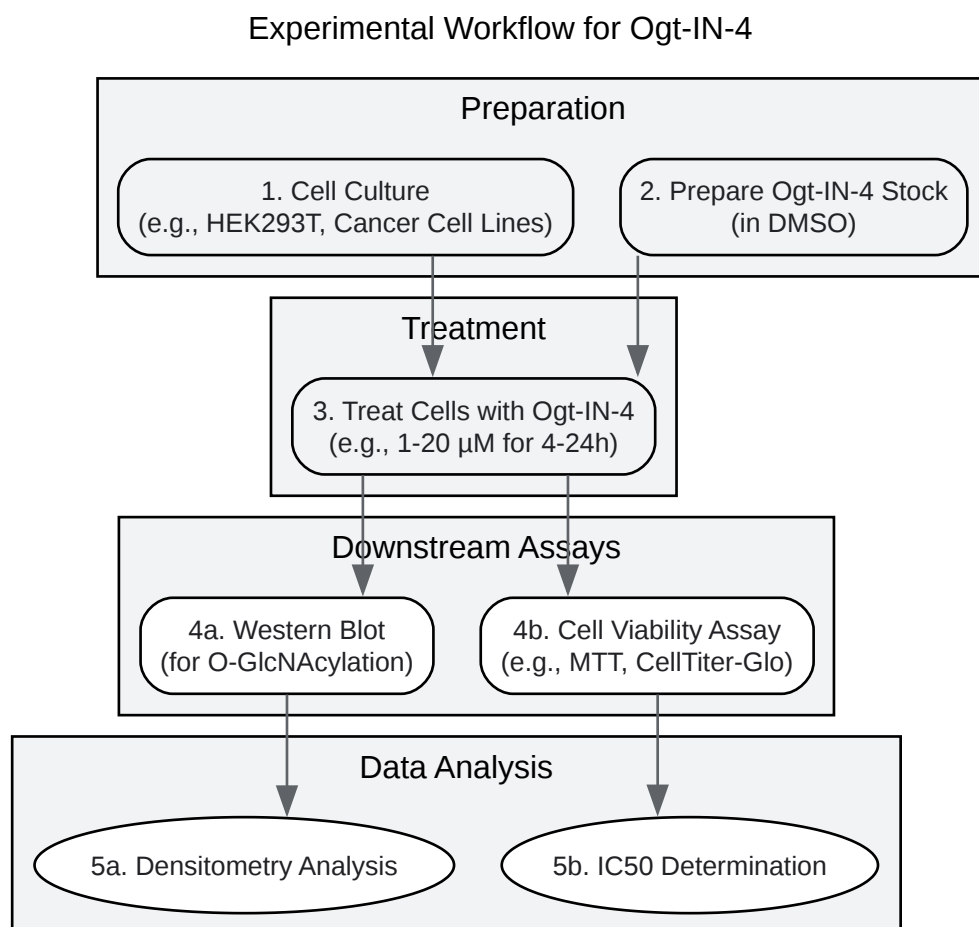 Experimental Workflow for Ogt-IN-4
Preparation
1. Cell Culture
(e.g., HEK293T, Cancer Cell Lines)
2. Prepare Ogt-IN-4 Stock
(in DMSO)
Treatment
3. Treat Cells with Ogt-IN-4
(e.g., 1-20 µM for 4-24h)
Downstream Assays
4a. Western Blot
(for O-GlcNAcylation)
4b. Cell Viability Assay
(e.g., MTT, CellTiter-Glo)
Data Analysis
5a. Densitometry Analysis
5b. IC50 Determination